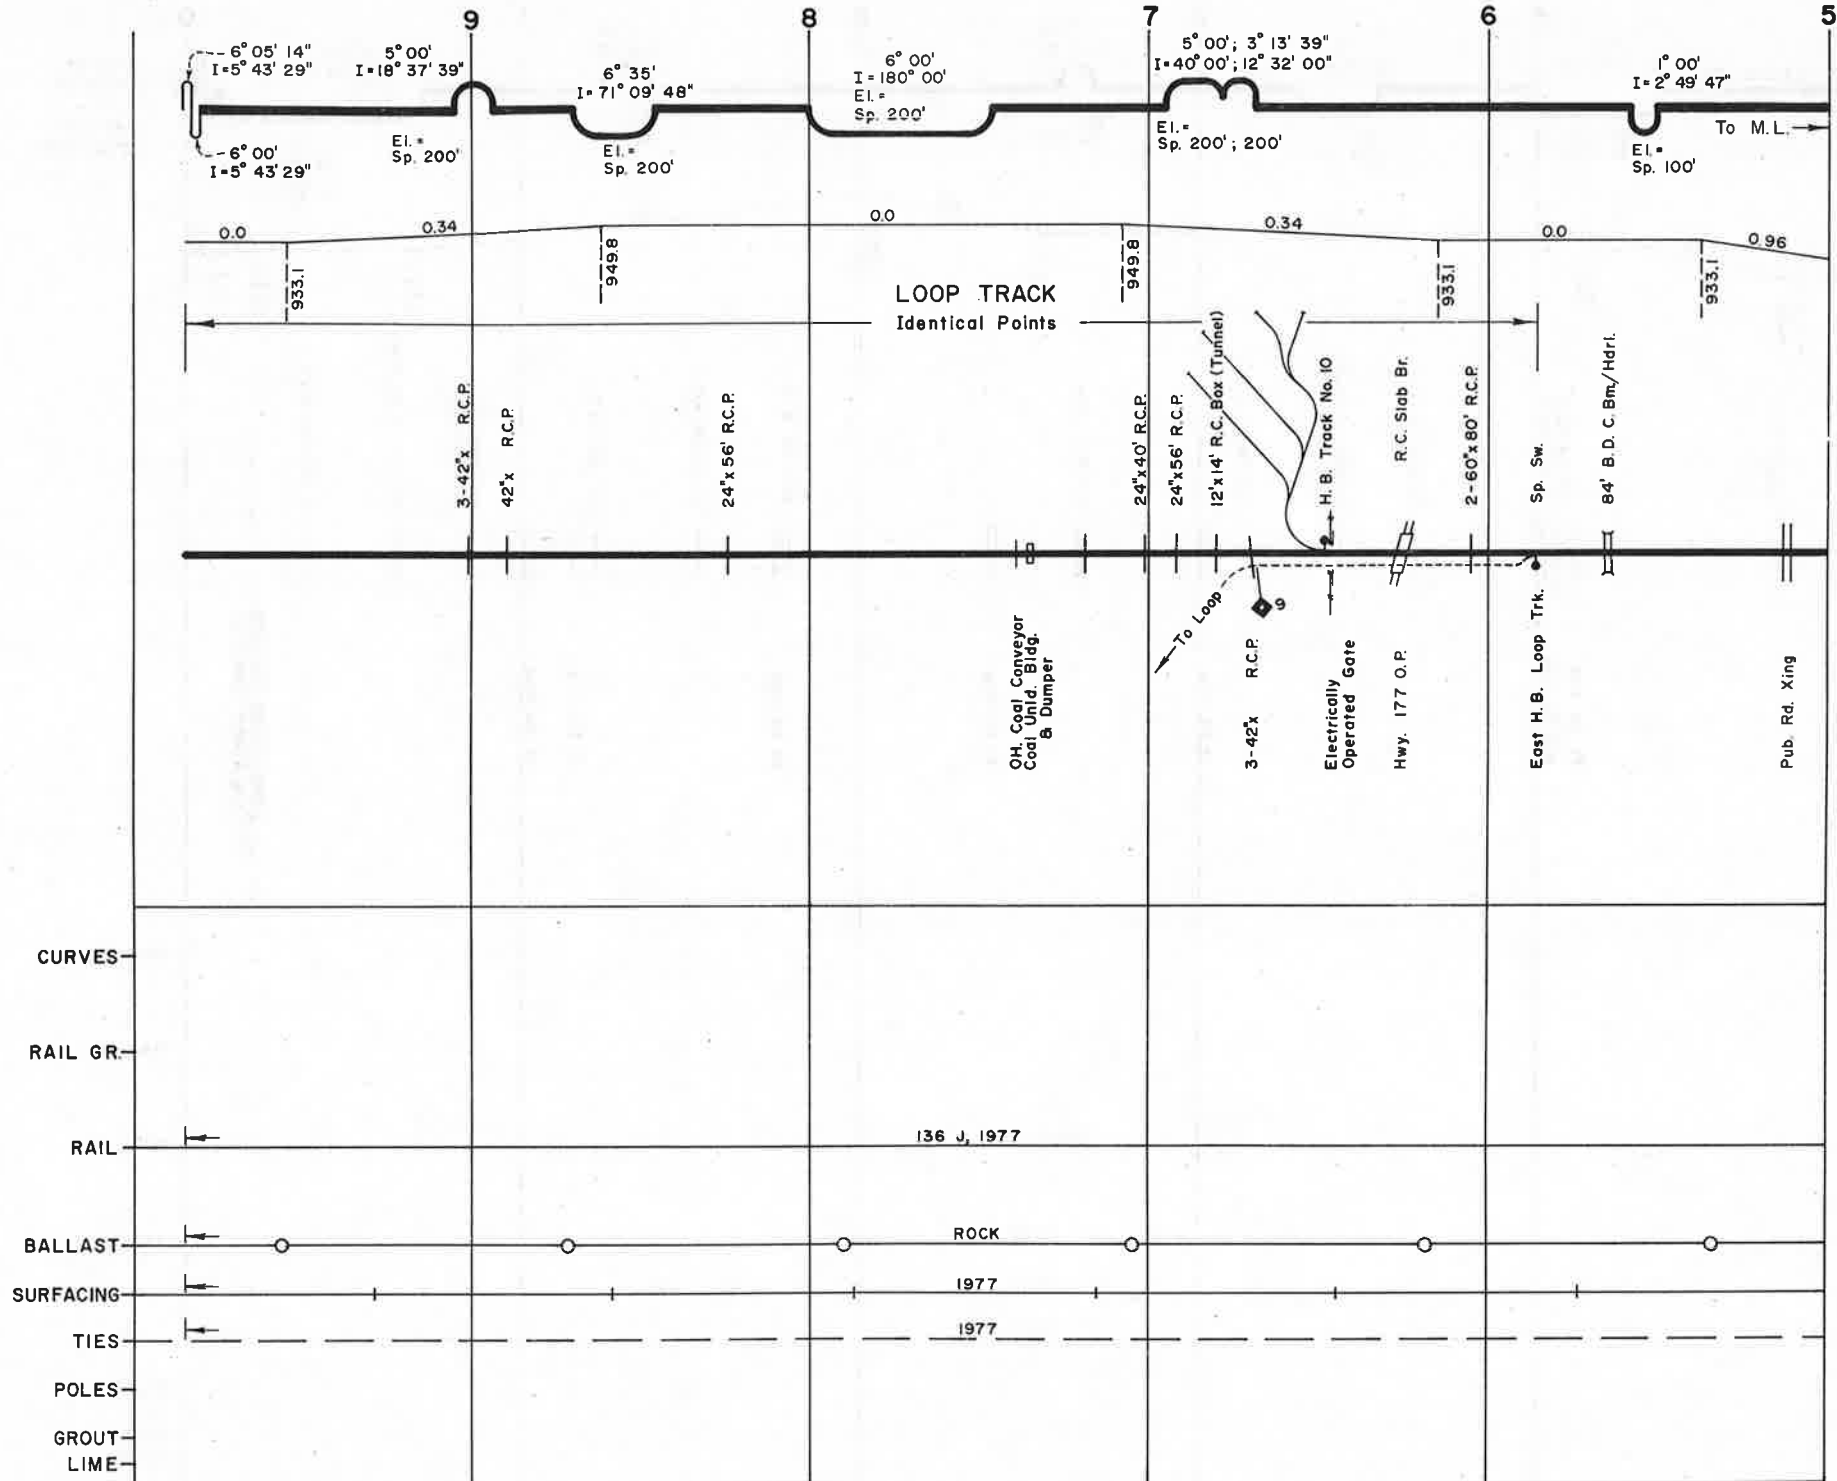 9
8
7
6
5
6° 05' 14"
I=5° 43' 29"
5° 00'
I=18° 37' 39"
6° 35'
I=71° 09' 48"
6° 00'
I=180° 00'
El.=
Sp. 200'
5° 00'; 3° 13' 39"
I=40° 00'; 12° 32' 00"
1° 00'
I=2° 49' 47"
6° 00'
I=5° 43' 29"
El.=
Sp. 200'
El.=
Sp. 200'
El.=
Sp. 200'; 200'
El.=
Sp. 100'
To M.L.
0.0
0.34
0.0
0.34
0.0
0.96
933.1
949.8
949.8
933.1
933.1
LOOP TRACK
Identical Points
3-42"x R.C.P.
42"x R.C.P.
24"x56' R.C.P.
24"x40' R.C.P.
24"x56' R.C.P.
12'x14' R.C. Box (Tunnel)
H. B. Track No. 10
R.C. Slab Br.
2-60"x80' R.C.P.
Sp. Sw.
84' B.D.C. Bm/Hdrl.
To Loop
9
OH. Coal Conveyor
Coal Unld. Bldg.
& Dumper
3-42"x R.C.P.
Electrically
Operated Gate
Hwy. 177 O.P.
East H.B. Loop Trk.
Pub. Rd. Xing
CURVES
RAIL GR.
RAIL
136 J, 1977
BALLAST
ROCK
SURFACING
1977
TIES
1977
POLES
GROUT
LIME